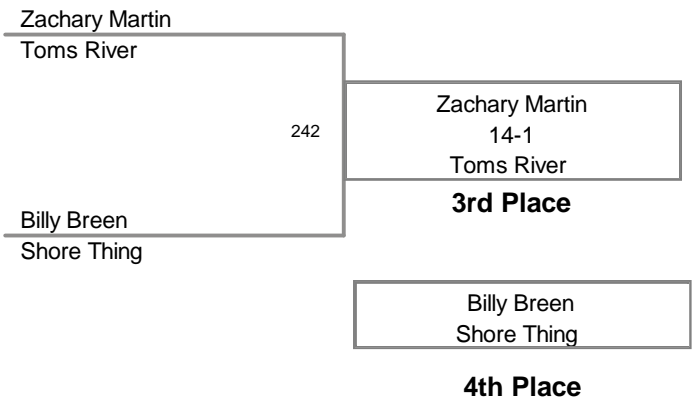 Zachary Martin
Toms River
242
Zachary Martin
14-1
Toms River
3rd Place
Billy Breen
Shore Thing
Billy Breen
Shore Thing
4th Place